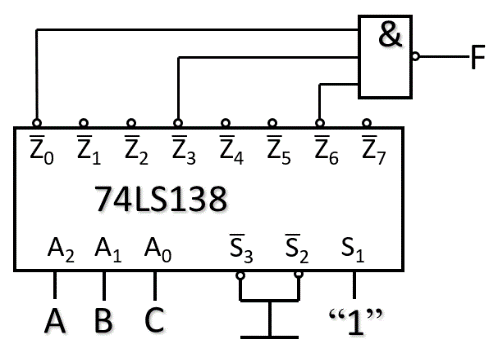 &
F
Z̅₀ Z̅₁ Z̅₂ Z̅₃ Z̅₄ Z̅₅ Z̅₆ Z̅₇
74LS138
A₂ A₁ A₀ S̅₃ S̅₂ S₁
A B C “1”